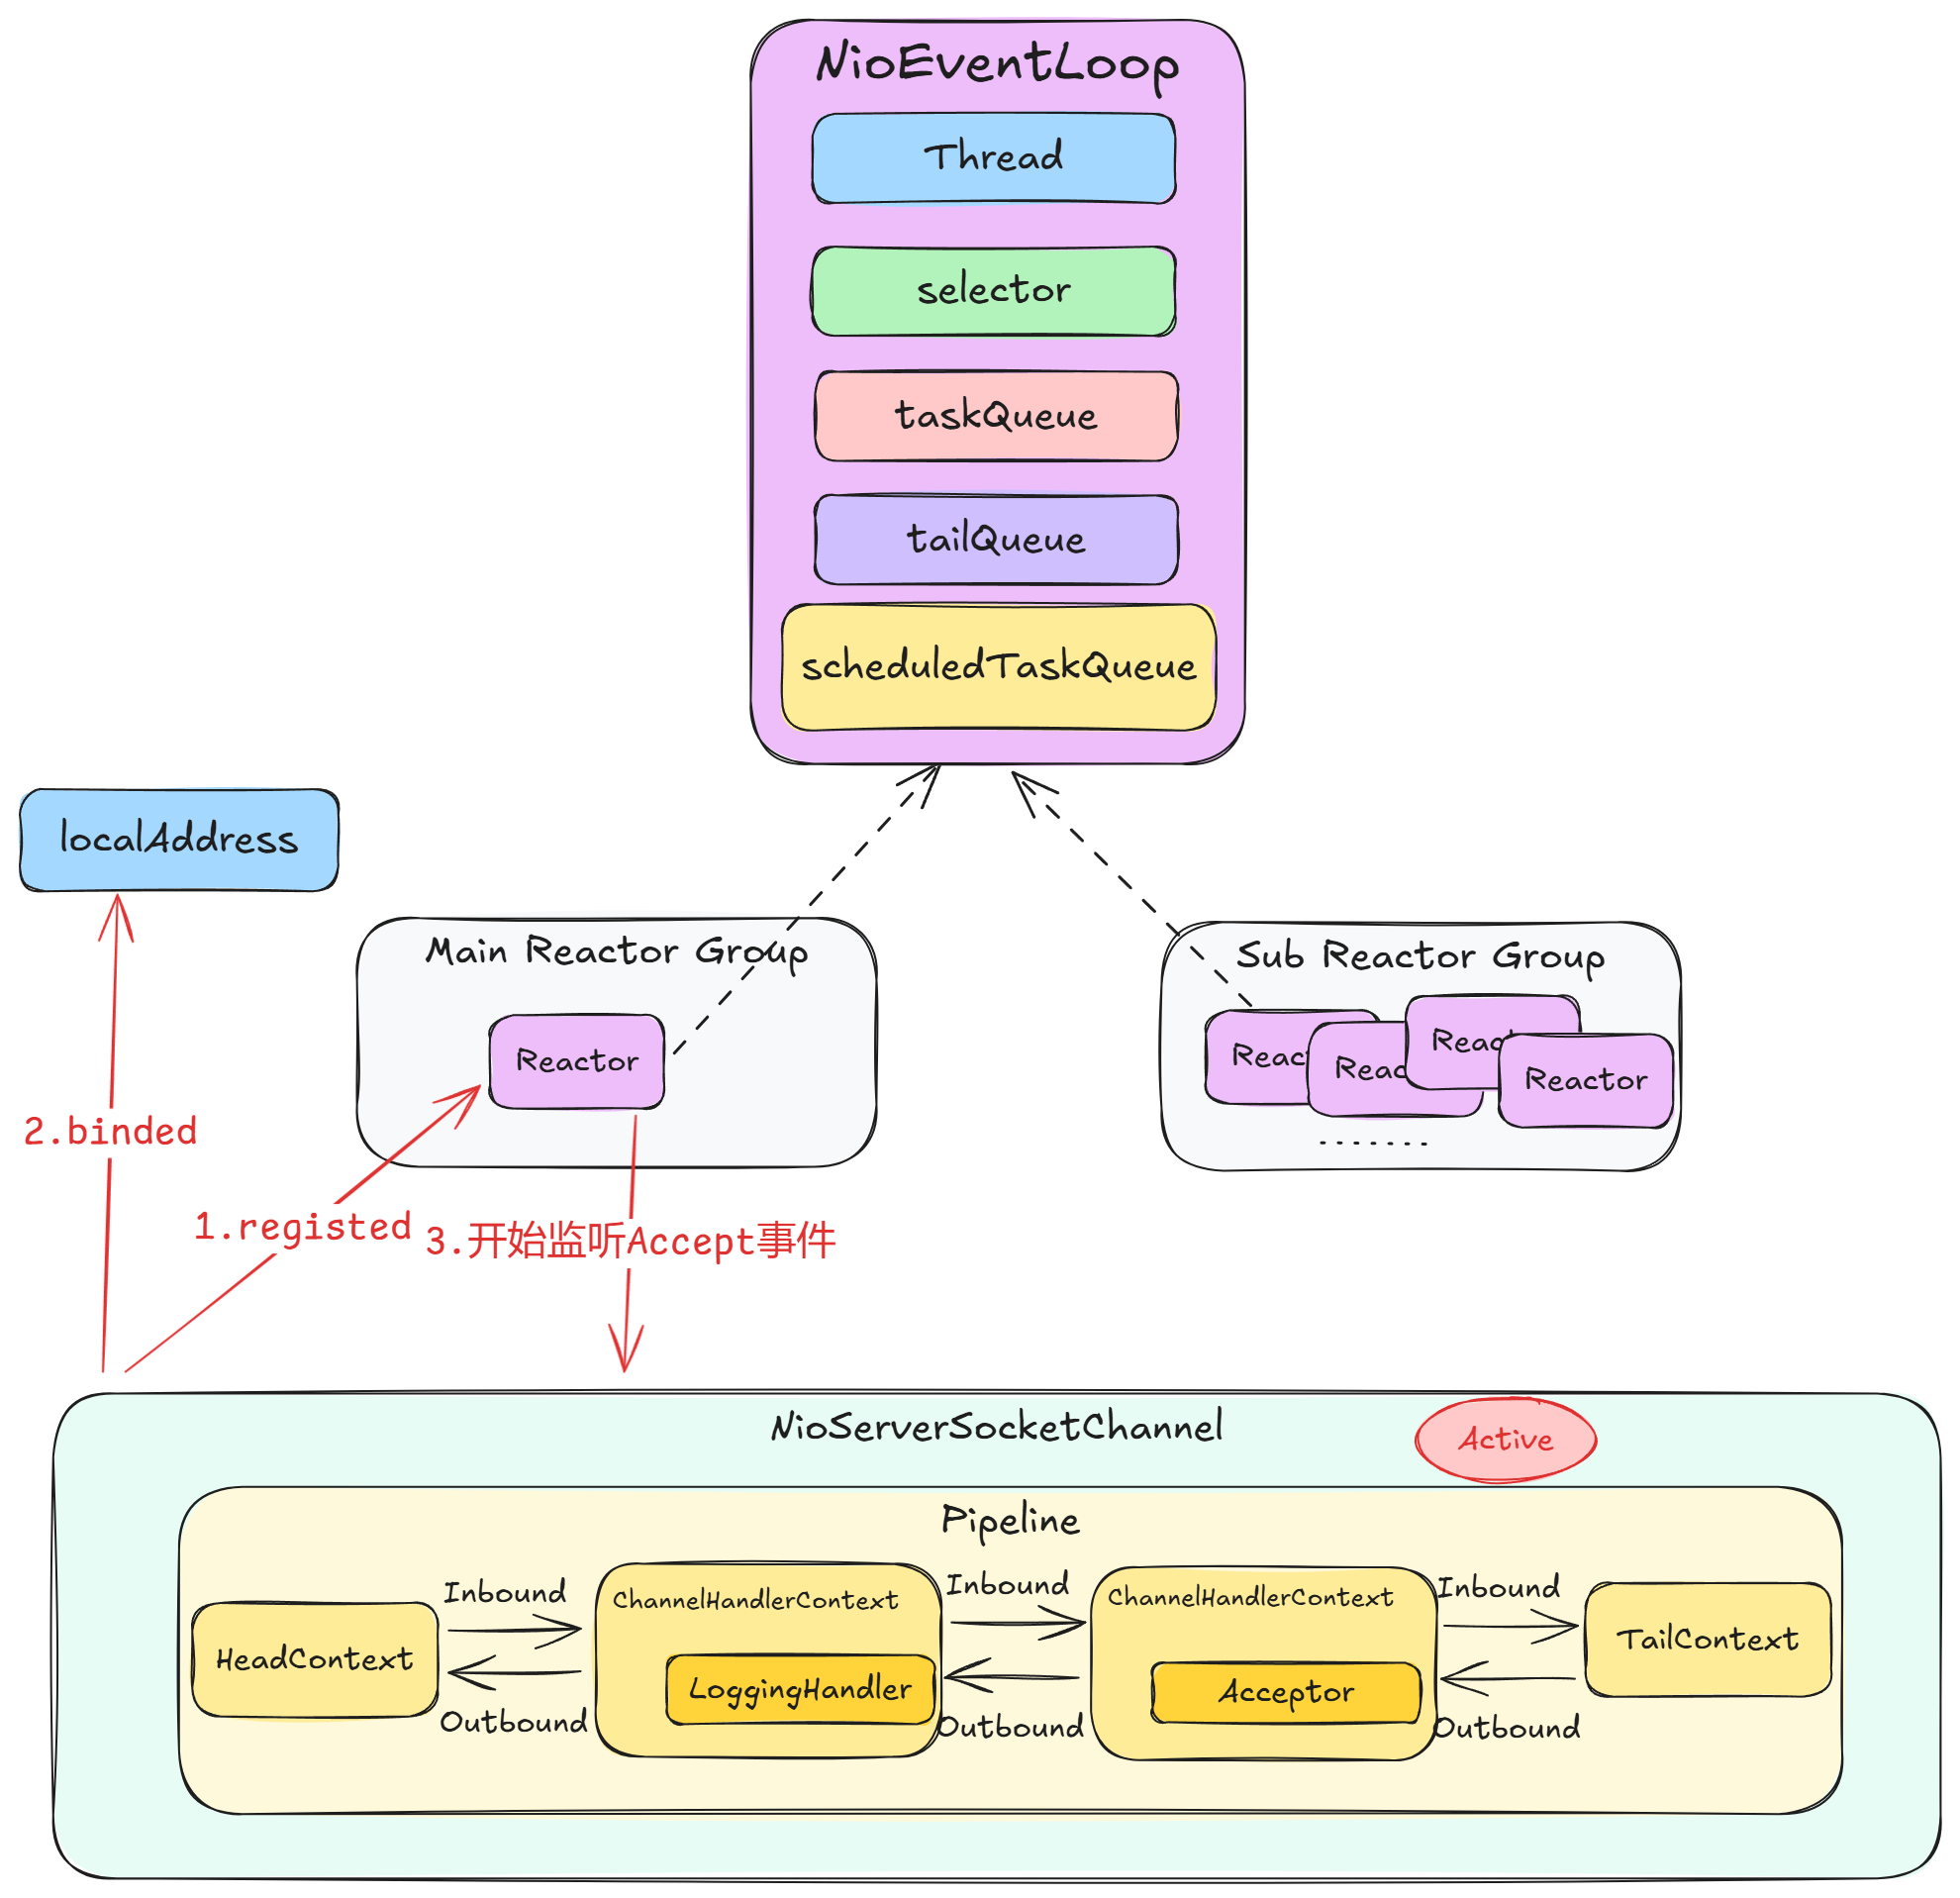 NioEventLoop
Thread
selector
taskQueue
tailQueue
scheduledTaskQueue
localAddress
Main Reactor Group
Reactor
Sub Reactor Group
Reac
Reac
Reac
Reactor
.......
2.binded
1.registed
3.开始监听Accept事件
NioServerSocketChannel
Active
Pipeline
HeadContext
Inbound
Outbound
ChannelHandlerContext
LoggingHandler
Inbound
Outbound
ChannelHandlerContext
Acceptor
Inbound
Outbound
TailContext